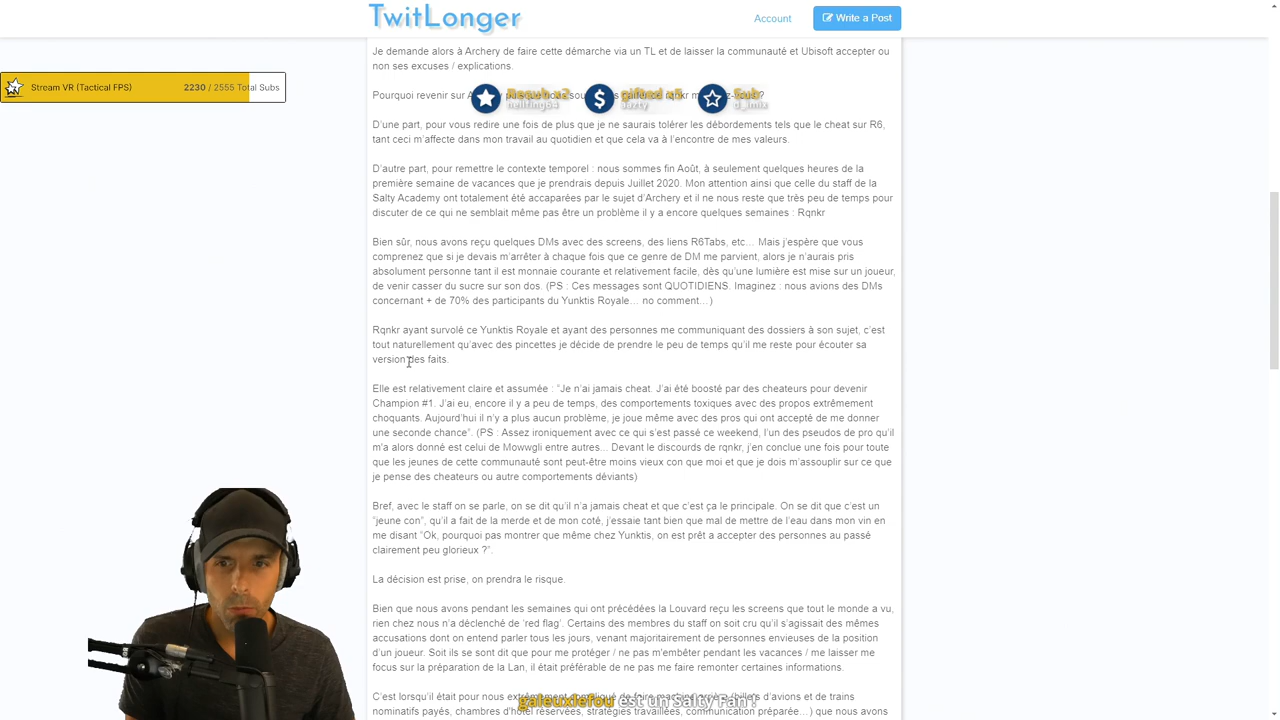 TwitLonger
Account
Write a Post
Je demande alors à Archery de faire cette démarche via un TL et de laisser la communauté et Ubisoft accepter ou
non ses excuses / explications.
Stream VR (Tactical FPS)
2230 / 2555 Total Subs
Pourquoi revenir sur
hellfing64
gifted
auzty
Sub
d_imix
D'une part, pour vous redire une fois de plus que je ne saurais tolérer les débordements tels que le cheat sur R6,
tant ceci m'affecte dans mon travail au quotidien et que cela va à l'encontre de mes valeurs.
D'autre part, pour remettre le contexte temporel : nous sommes fin Août, à seulement quelques heures de la
première semaine de vacances que je prendrais depuis Juillet 2020. Mon attention ainsi que celle du staff de la
Salty Academy ont totalement été accaparées par le sujet d'Archery et il ne nous reste que très peu de temps pour
discuter de ce qui ne semblait même pas être un problème il y a encore quelques semaines : Rqnkr
Bien sûr, nous avons reçu quelques DMs avec des screens, des liens R6Tabs, etc... Mais j'espère que vous
comprenez que si je devais m'arrêter à chaque fois que ce genre de DM me parvient, alors je n'aurais pris
absolument personne tant il est monnaie courante et relativement facile, dès qu'une lumière est mise sur un joueur,
de venir casser du sucre sur son dos. (PS : Ces messages sont QUOTIDIENS. Imaginez : nous avions des DMs
concernant + de 70% des participants du Yunktis Royale... no comment...)
Rqnkr ayant survolé ce Yunktis Royale et ayant des personnes me communiquant des dossiers à son sujet, c'est
tout naturellement qu'avec des pincettes je décide de prendre le peu de temps qu'il me reste pour écouter sa
version des faits.
Elle est relativement claire et assumée : "Je n'ai jamais cheat. J'ai été boosté par des cheateurs pour devenir
Champion #1. J'ai eu, encore il y a peu de temps, des comportements toxiques avec des propos extrêmement
choquants. Aujourd'hui il n'y a plus aucun problème, je joue même avec des pros qui ont accepté de me donner
une seconde chance". (PS : Assez ironiquement avec ce qui s'est passé ce weekend, l'un des pseudos de pro qu'il
m'a alors donné est celui de Mowwgli entre autres... Devant le discours de rqnkr, j'en conclue une fois pour toute
que les jeunes de cette communauté sont peut-être moins vieux con que moi et que je dois m'assouplir sur ce que
je pense des cheateurs ou autre comportements déviants)
Bref, avec le staff on se parle, on se dit qu'il n'a jamais cheat et que c'est ça le principale. On se dit que c'est un
"jeune con", qu'il a fait de la merde et de mon coté, j'essaie tant bien que mal de mettre de l'eau dans mon vin en
me disant "Ok, pourquoi pas montrer que même chez Yunktis, on est prêt a accepter des personnes au passé
clairement peu glorieux ?".
La décision est prise, on prendra le risque.
Bien que nous avons pendant les semaines qui ont précédées la Louvard reçu les screens que tout le monde a vu,
rien chez nous n'a déclenché de 'red flag'. Certains des membres du staff on soit cru qu'il s'agissait des mêmes
accusations dont on entend parler tous les jours, venant majoritairement de personnes envieuses de la position
d'un joueur. Soit ils se sont dit que pour me protéger / ne pas m'embêter pendant les vacances / me laisser me
focus sur la préparation de la Lan, il était préférable de ne pas me faire remonter certaines informations.
C'est lorsqu'il était pour nous
galeuxdefou est un Salty Fan !
nominatifs payés, chambres d'hôtel réservées, stratégies travaillées, communication préparée...) que nous avons